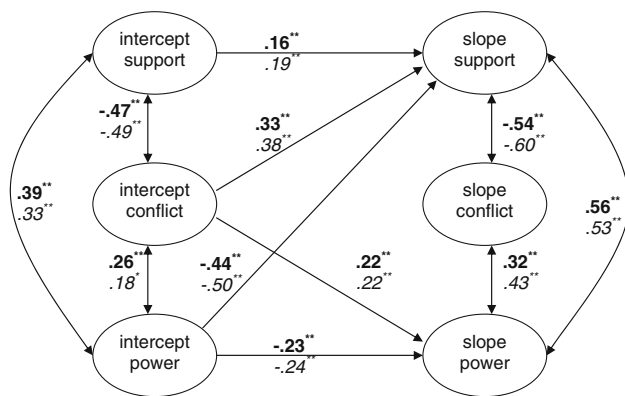 intercept
support
.16**
.19**
slope
support
-.47**
-.49**
.33**
.38**
-.54**
-.60**
.39**
.33**
intercept
conflict
slope
conflict
.56**
.53**
.26**
.18*
-.44**
-.50**
.22**
.22**
.32**
.43**
intercept
power
-.23**
-.24**
slope
power